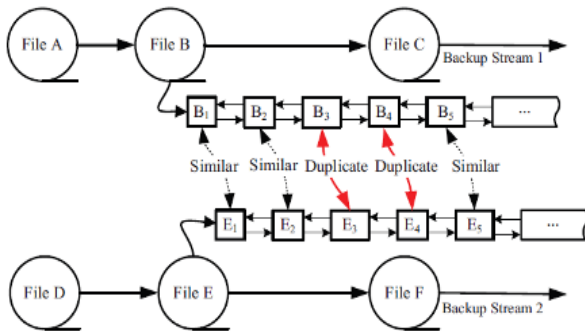 File A File B File C
Backup Stream 1
B₁ B₂ B₃ B₄ B₅ ...
Similar Similar Duplicate Duplicate Similar
E₁ E₂ E₃ E₄ E₅ ...
File D File E File F
Backup Stream 2